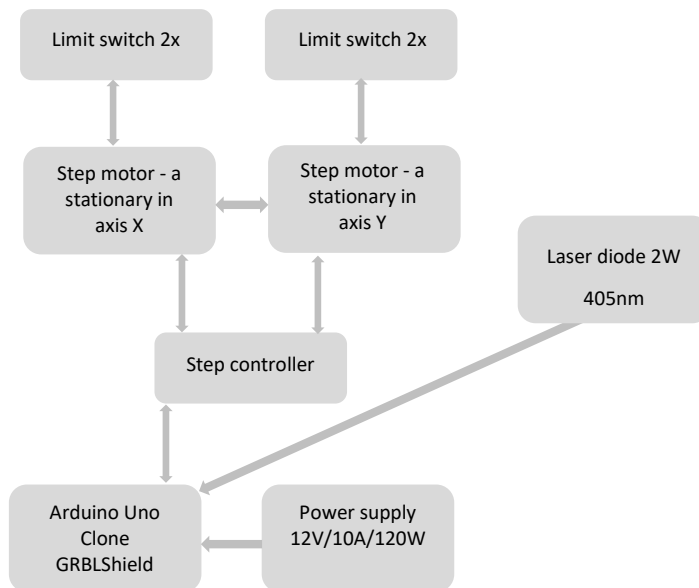 Limit switch 2x
Limit switch 2x
Step motor - a
stationary in
axis X
Step motor - a
stationary in
axis Y
Laser diode 2W
405nm
Step controller
Arduino Uno
Clone
GRBLShield
Power supply
12V/10A/120W